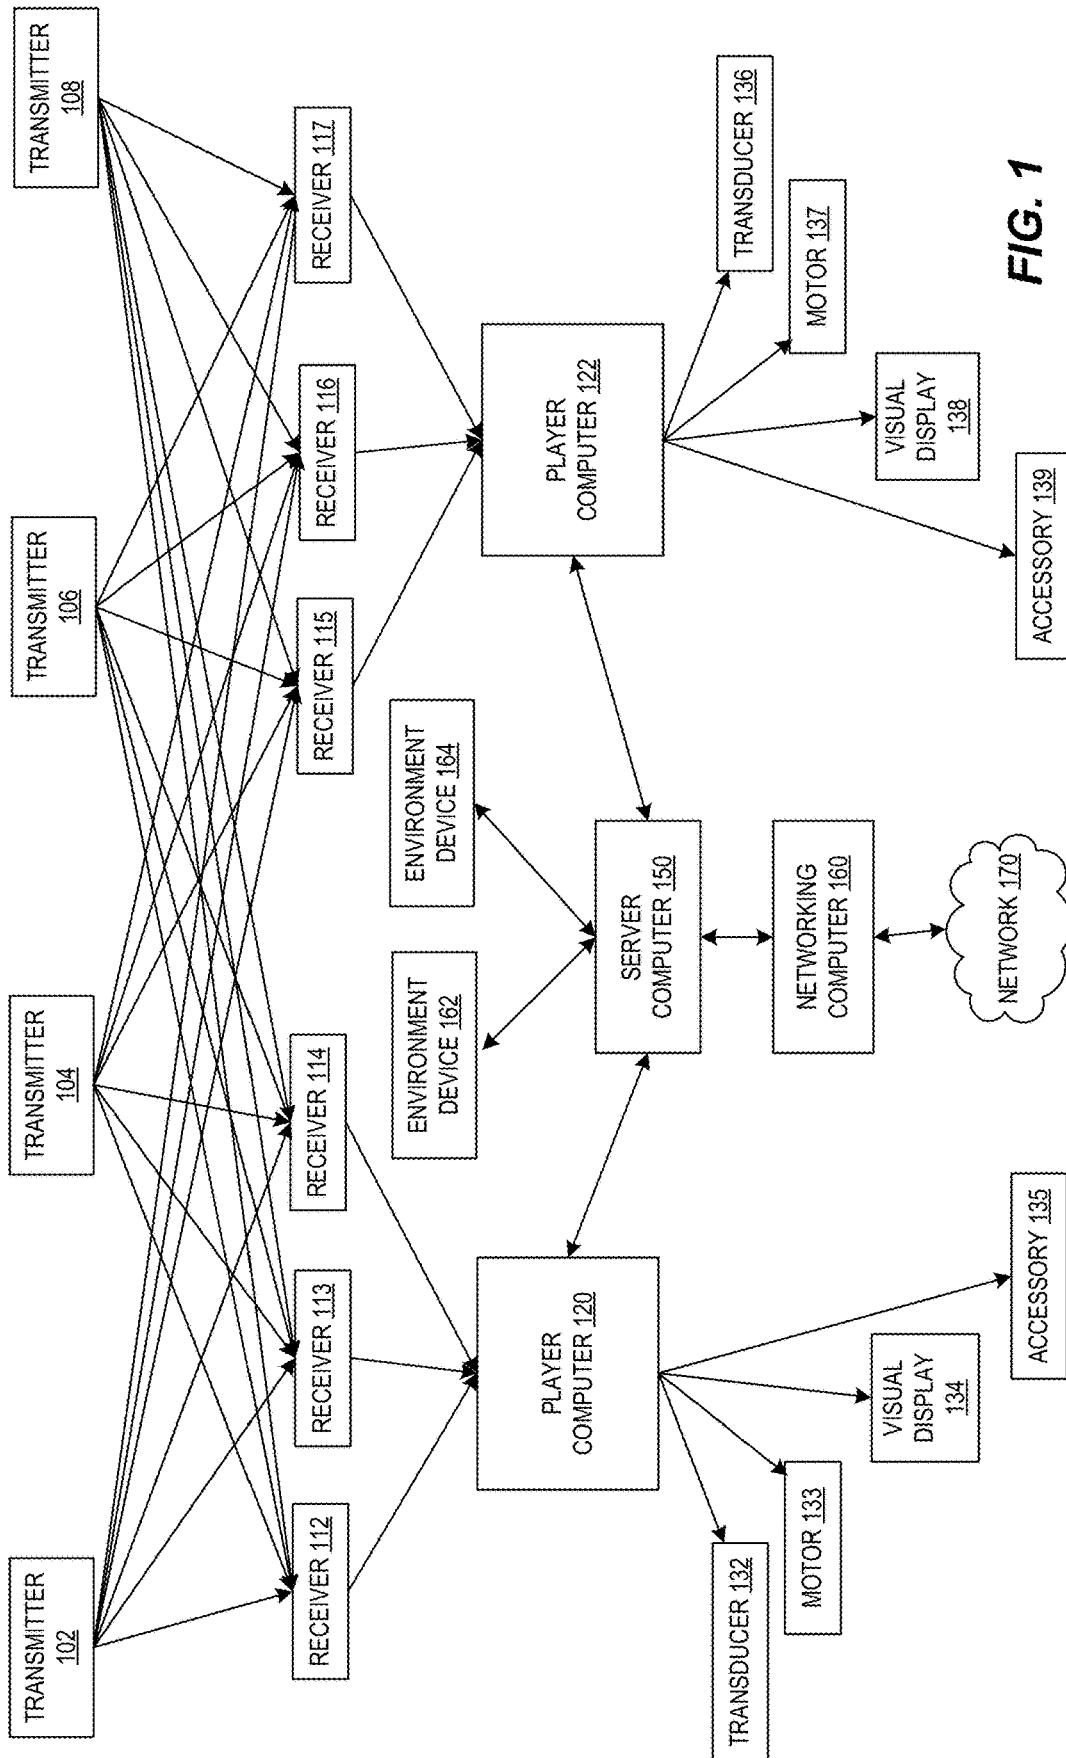 TRANSMITTER
102
TRANSMITTER
104
TRANSMITTER
106
TRANSMITTER
108
RECEIVER 112
RECEIVER 113
RECEIVER 114
RECEIVER 115
RECEIVER 116
RECEIVER 117
ENVIRONMENT
DEVICE 162
ENVIRONMENT
DEVICE 164
PLAYER
COMPUTER 120
PLAYER
COMPUTER 122
SERVER
COMPUTER 150
NETWORKING
COMPUTER 160
NETWORK 170
TRANSDUCER 132
MOTOR 133
VISUAL
DISPLAY
134
ACCESSORY 135
TRANSDUCER 136
MOTOR 137
VISUAL
DISPLAY
138
ACCESSORY 139
FIG. 1